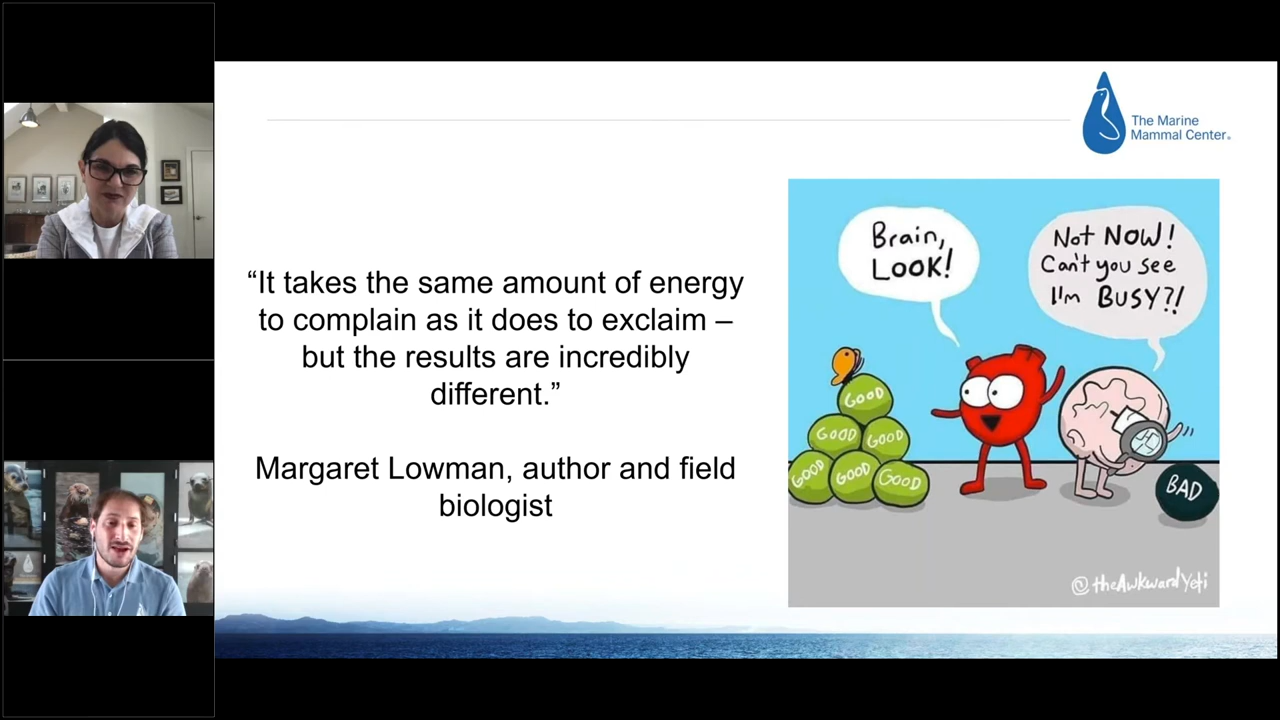 The Marine
Mammal Center®
“It takes the same amount of energy
to complain as it does to exclaim –
but the results are incredibly
different.”
Margaret Lowman, author and field
biologist
Brain,
LOOK!
Not NOW!
Can't you see
I'm BUSY?!
GOOD
GOOD GOOD
GOOD GOOD GOOD
BAD
@theAwkwardYeti